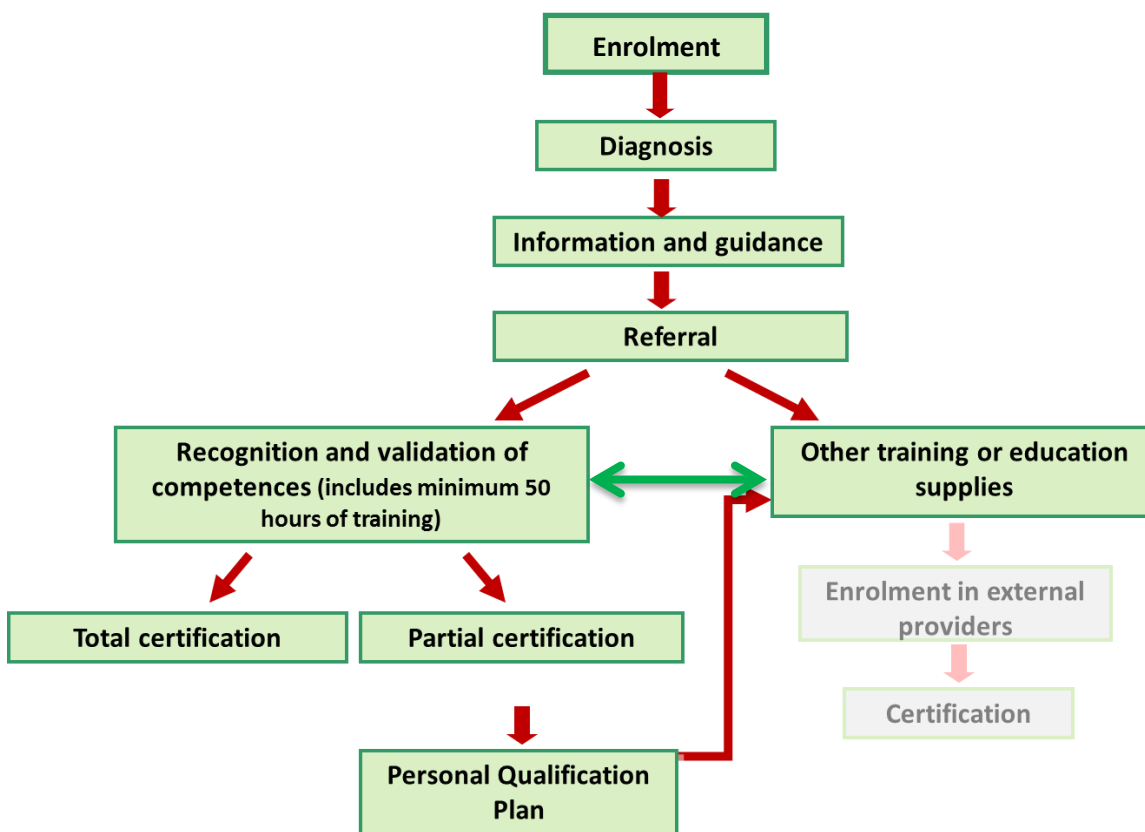 Enrolment
Diagnosis
Information and guidance
Referral
Recognition and validation of
competences (includes minimum 50
hours of training)
Other training or education
supplies
Enrolment in external
providers
Total certification
Partial certification
Certification
Personal Qualification
Plan